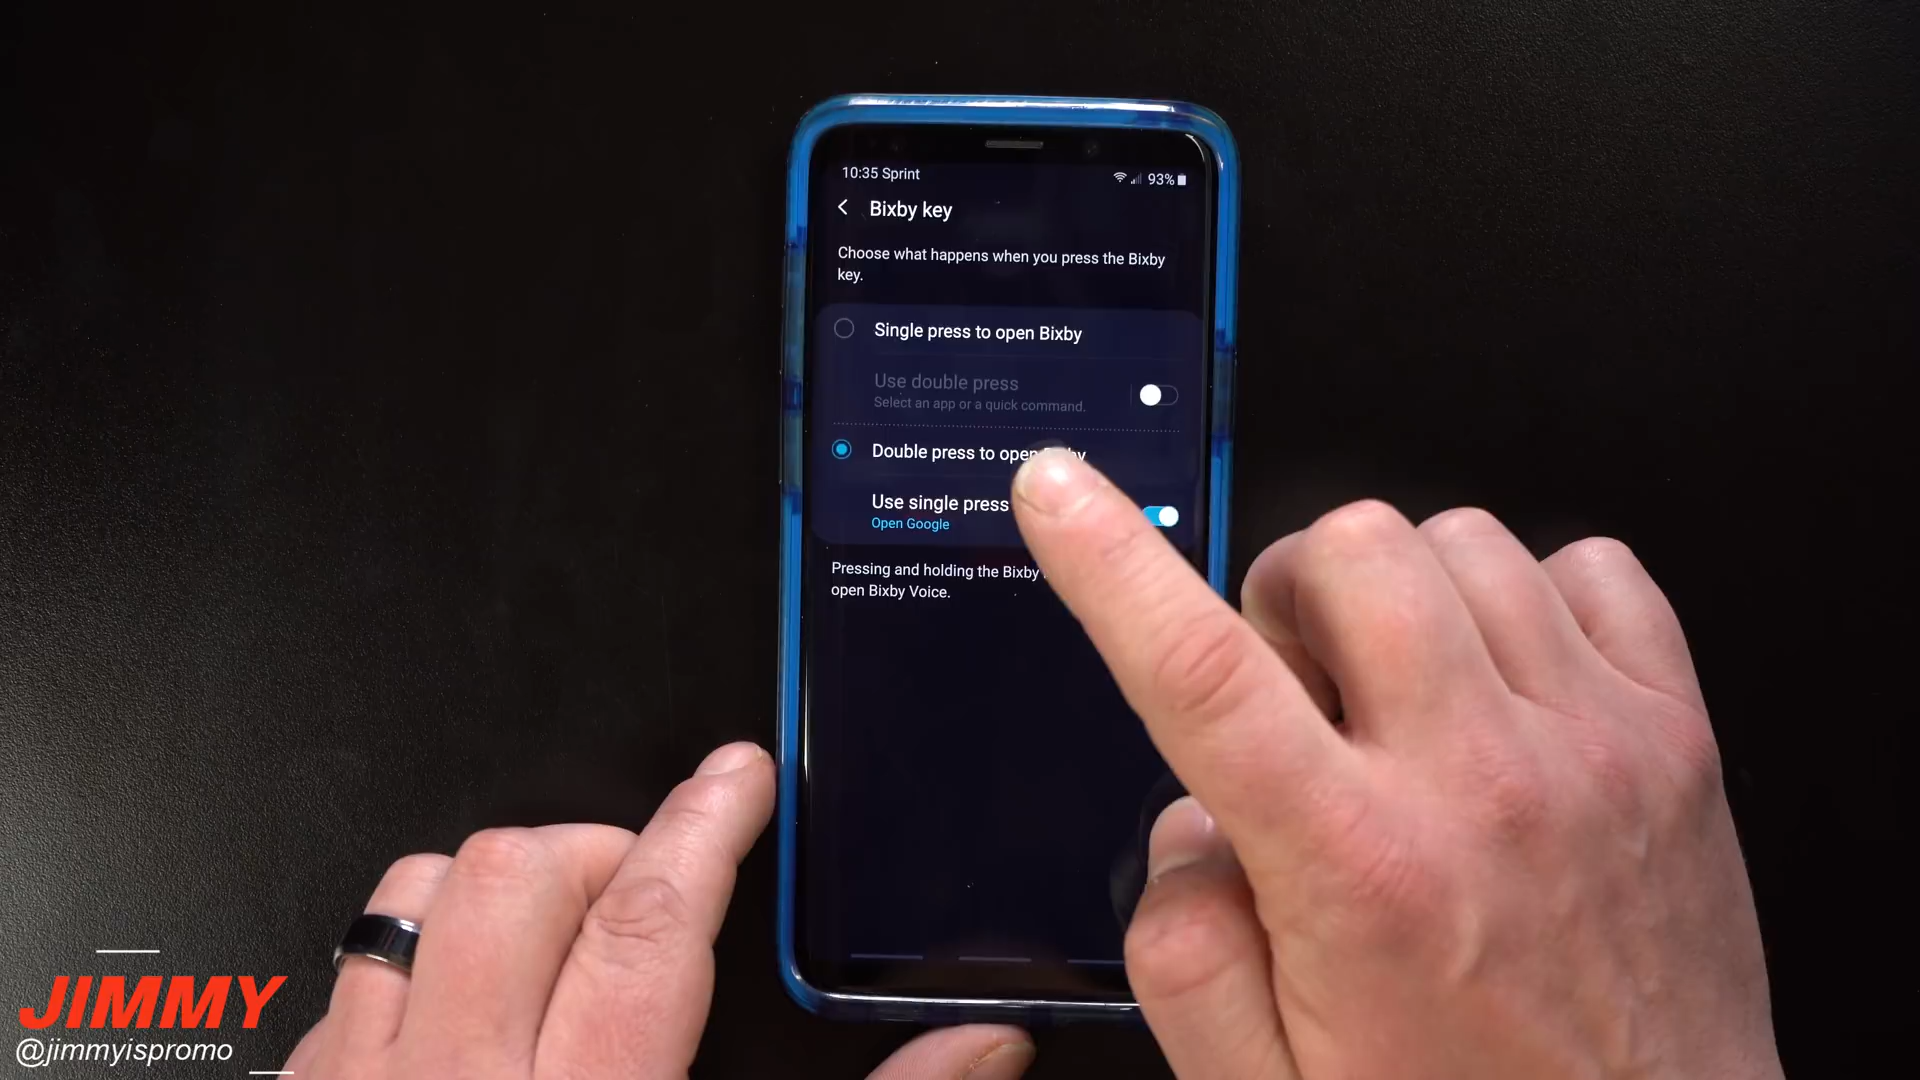 10:35 Sprint
93%
Bixby key
Choose what happens when you press the Bixby
key.
Single press to open Bixby
Use double press
Select an app or a quick command.
Double press to open
Use single press
Open Google
Pressing and holding the Bixby
open Bixby Voice.
JIMMY
@jimmyispromo